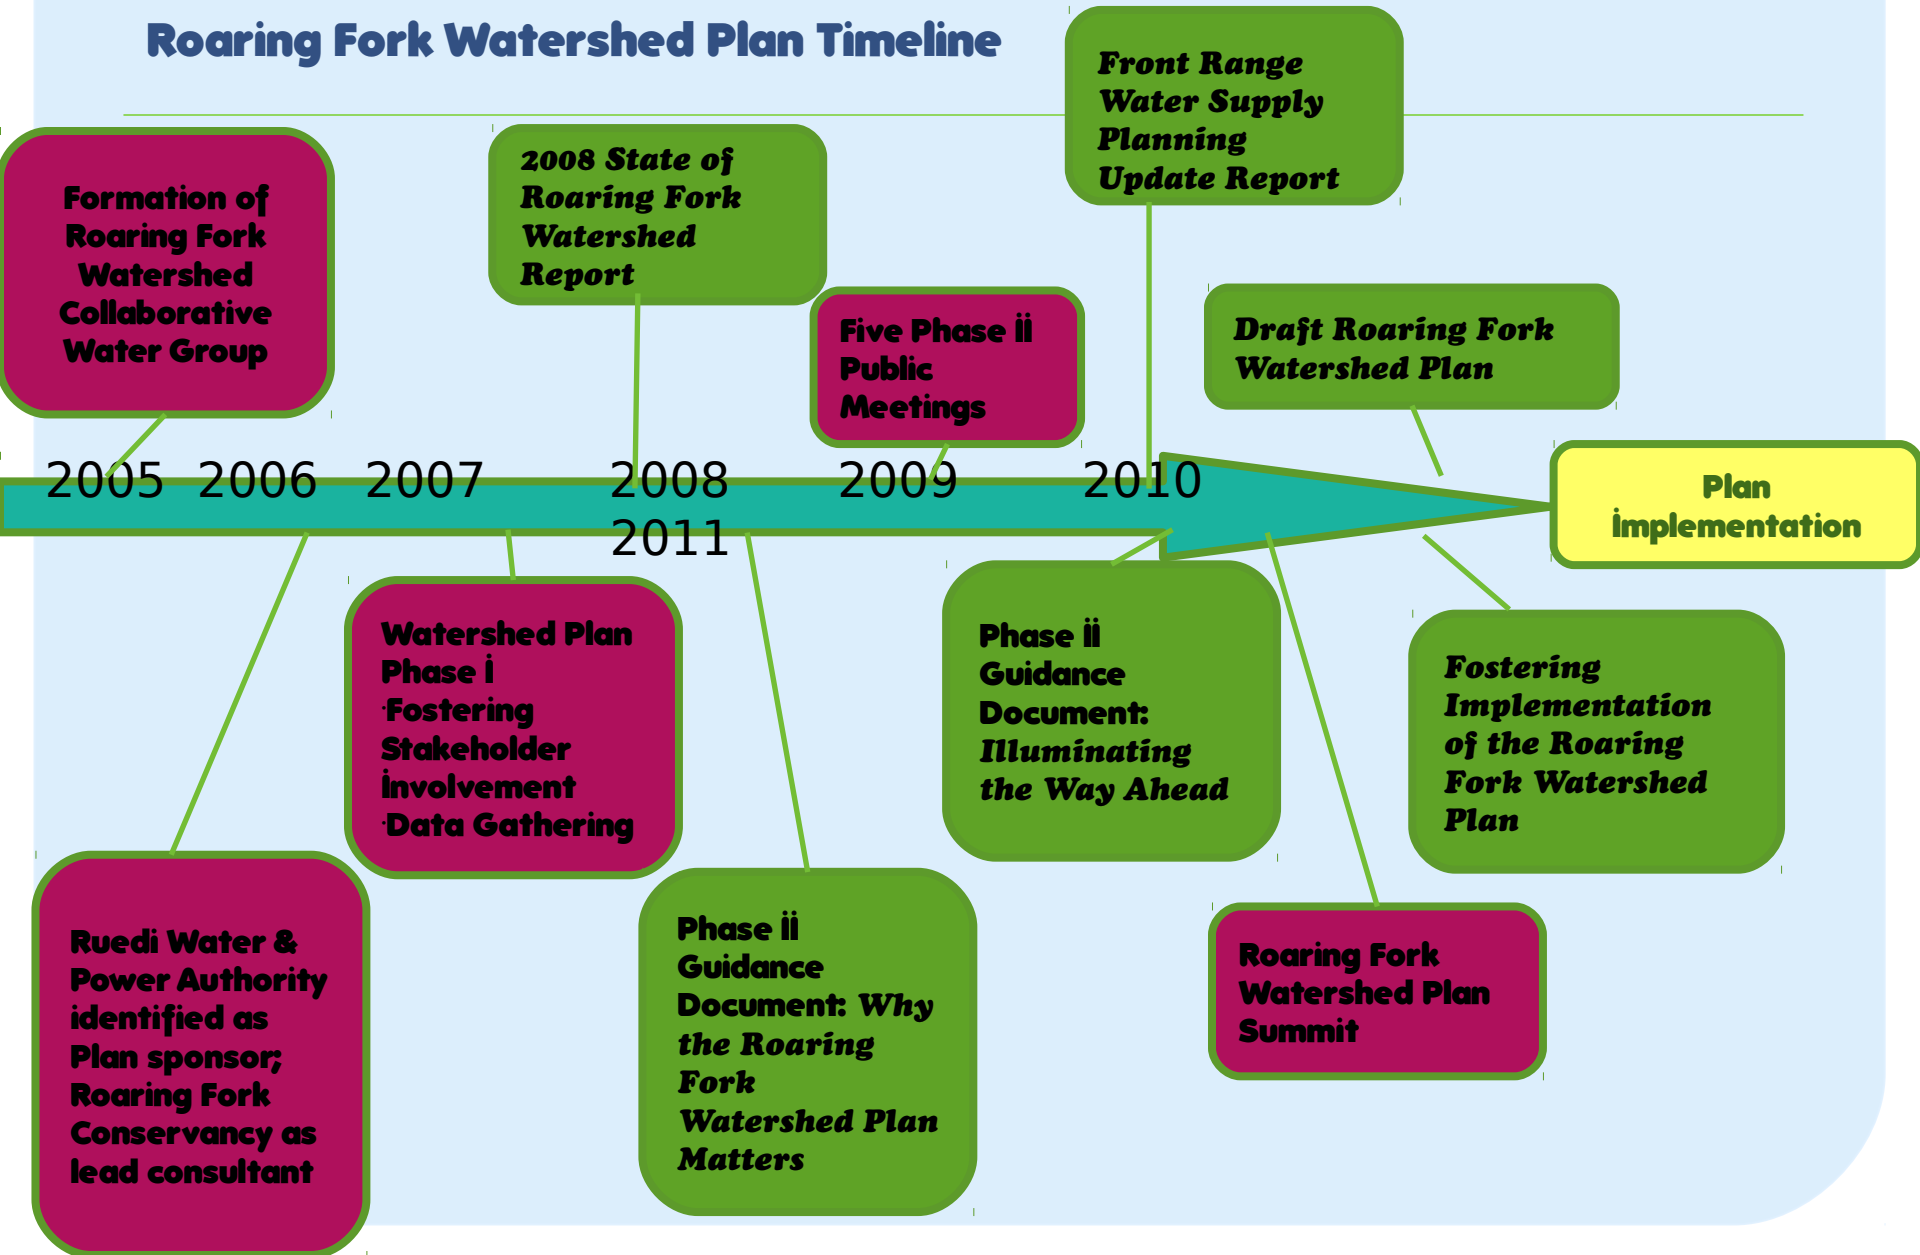 Roaring Fork Watershed Plan Timeline
Front Range
Water Supply
Planning
Update Report
Formation of
Roaring Fork
Watershed
Collaborative
Water Group
2008 State of
Roaring Fork
Watershed
Report
Five Phase II
Public
Meetings
Draft Roaring Fork
Watershed Plan
2005 2006 2007 2008 2009 2010
2011
Plan
Implementation
Watershed Plan
Phase I
·Fostering
Stakeholder
Involvement
·Data Gathering
Phase II
Guidance
Document:
Illuminating
the Way Ahead
Fostering
Implementation
of the Roaring
Fork Watershed
Plan
Ruedi Water &
Power Authority
identified as
Plan sponsor;
Roaring Fork
Conservancy as
lead consultant
Phase II
Guidance
Document: Why
the Roaring
Fork
Watershed Plan
Matters
Roaring Fork
Watershed Plan
Summit